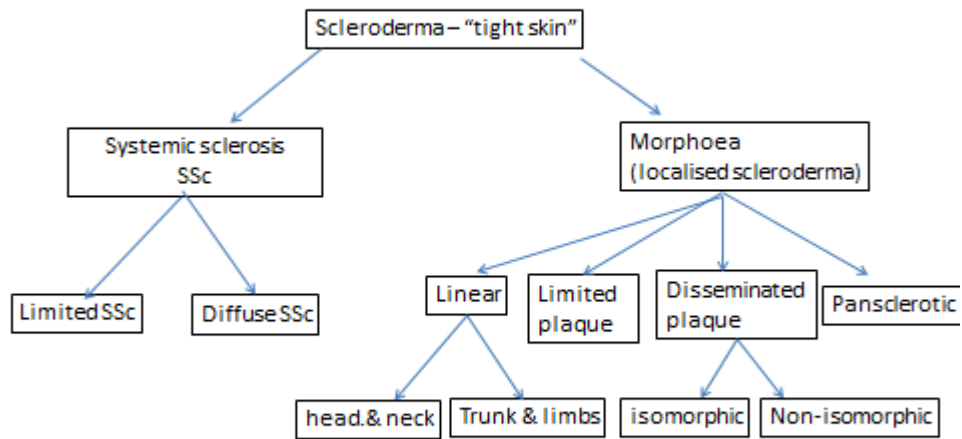 Scleroderma – “tight skin”
Systemic sclerosis
SSc
Morphoea
(localised scleroderma)
Limited SSc
Diffuse SSc
Linear
Limited
plaque
Disseminated
plaque
Pansclerotic
head.& neck
Trunk & limbs
isomorphic
Non-isomorphic